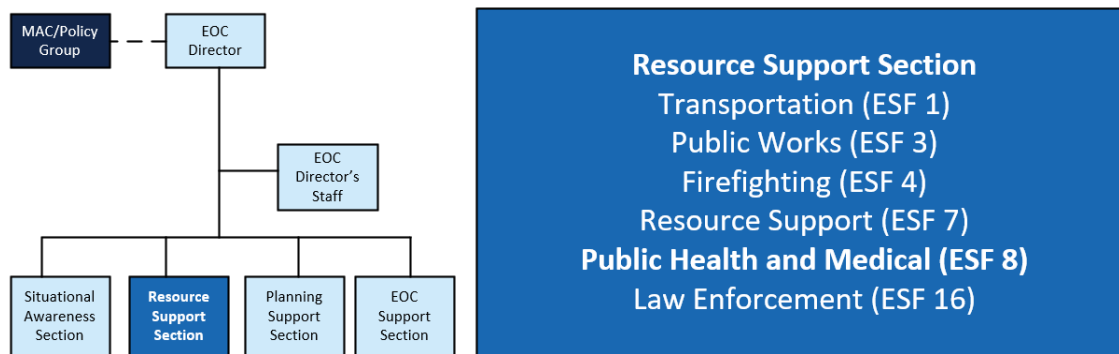 MAC/Policy
Group
EOC
Director
EOC
Director’s
Staff
Situational
Awareness
Section
Resource
Support
Section
Planning
Support
Section
EOC
Support
Section
Resource Support Section
Transportation (ESF 1)
Public Works (ESF 3)
Firefighting (ESF 4)
Resource Support (ESF 7)
Public Health and Medical (ESF 8)
Law Enforcement (ESF 16)